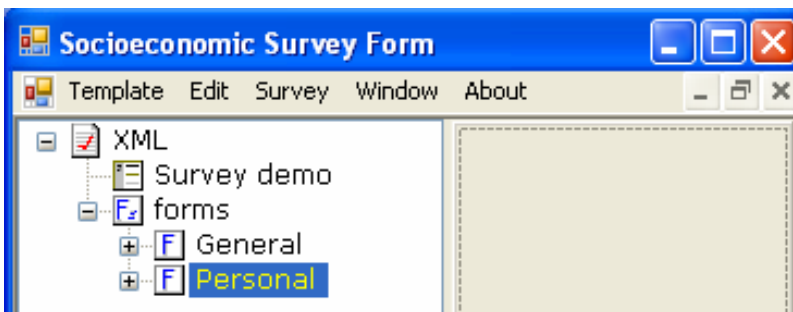 Socioeconomic Survey Form
Template Edit Survey Window About
XML
Survey demo
forms
General
Personal